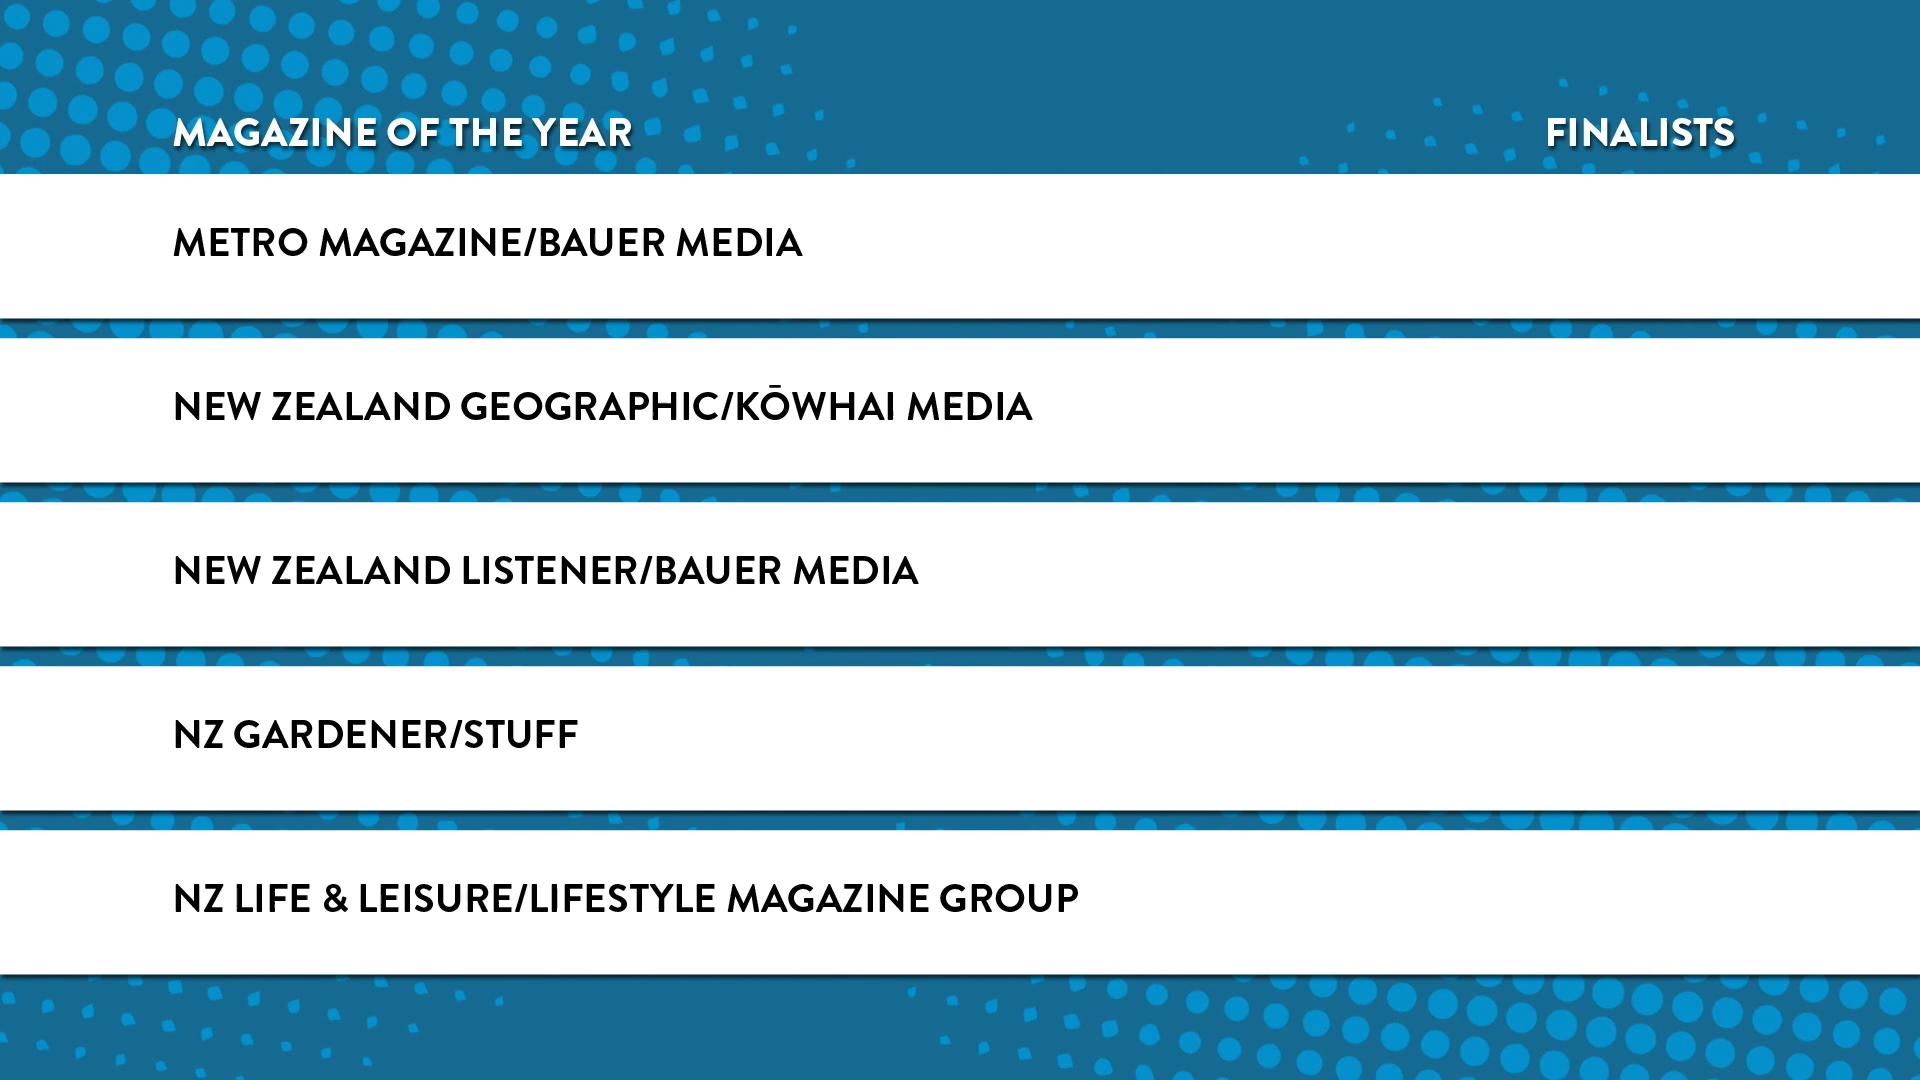 MAGAZINE OF THE YEAR
FINALISTS
METRO MAGAZINE/BAUER MEDIA
NEW ZEALAND GEOGRAPHIC/KŌWHAI MEDIA
NEW ZEALAND LISTENER/BAUER MEDIA
NZ GARDENER/STUFF
NZ LIFE & LEISURE/LIFESTYLE MAGAZINE GROUP